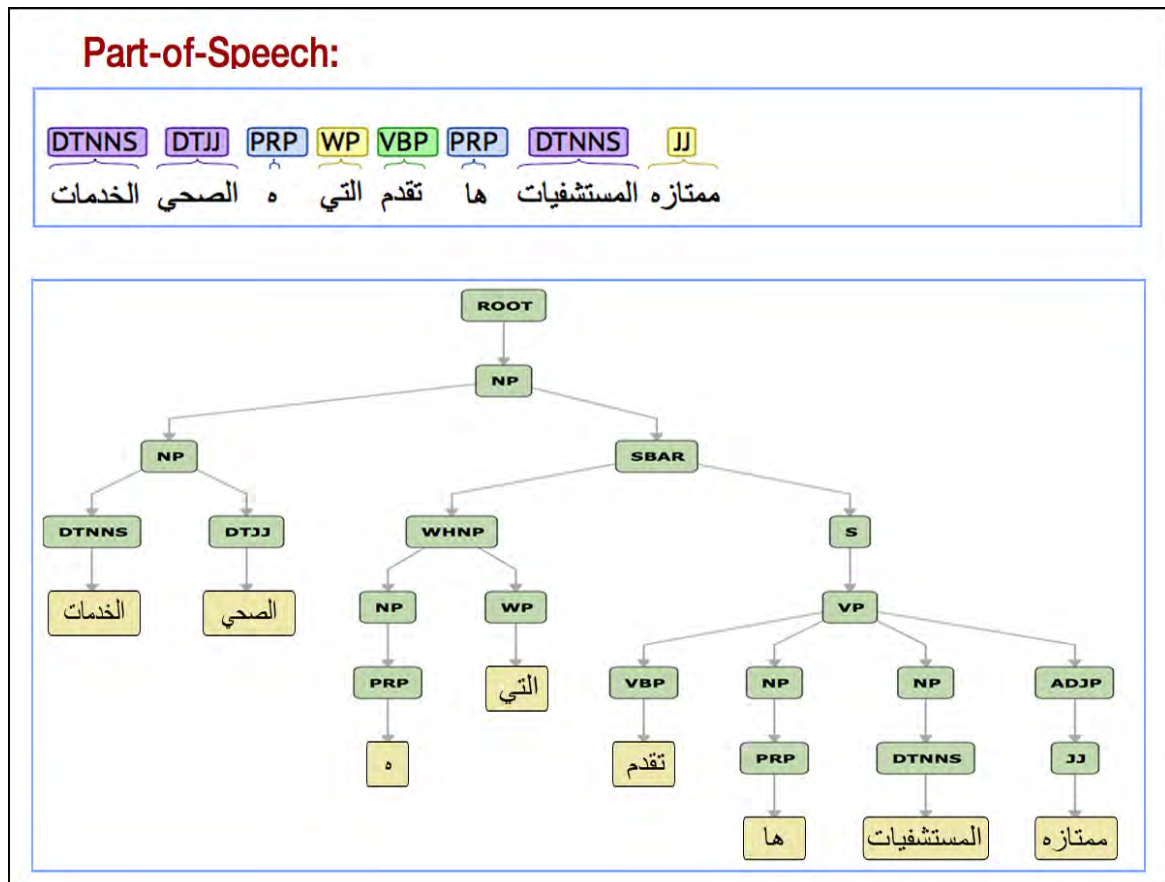 Part-of-Speech:
DTNNS DTJJ PRP WP VBP PRP DTNNS JJ
الخدمات الصحي ه التي تقدم ها المستشفيات ممتازه
ROOT
NP
NP SBAR
DTNNS DTJJ WHNP S
الخدمات الصحي NP WP VP
PRP التي VBP NP NP ADJP
ه تقدم PRP DTNNS JJ
ها المستشفيات ممتازه